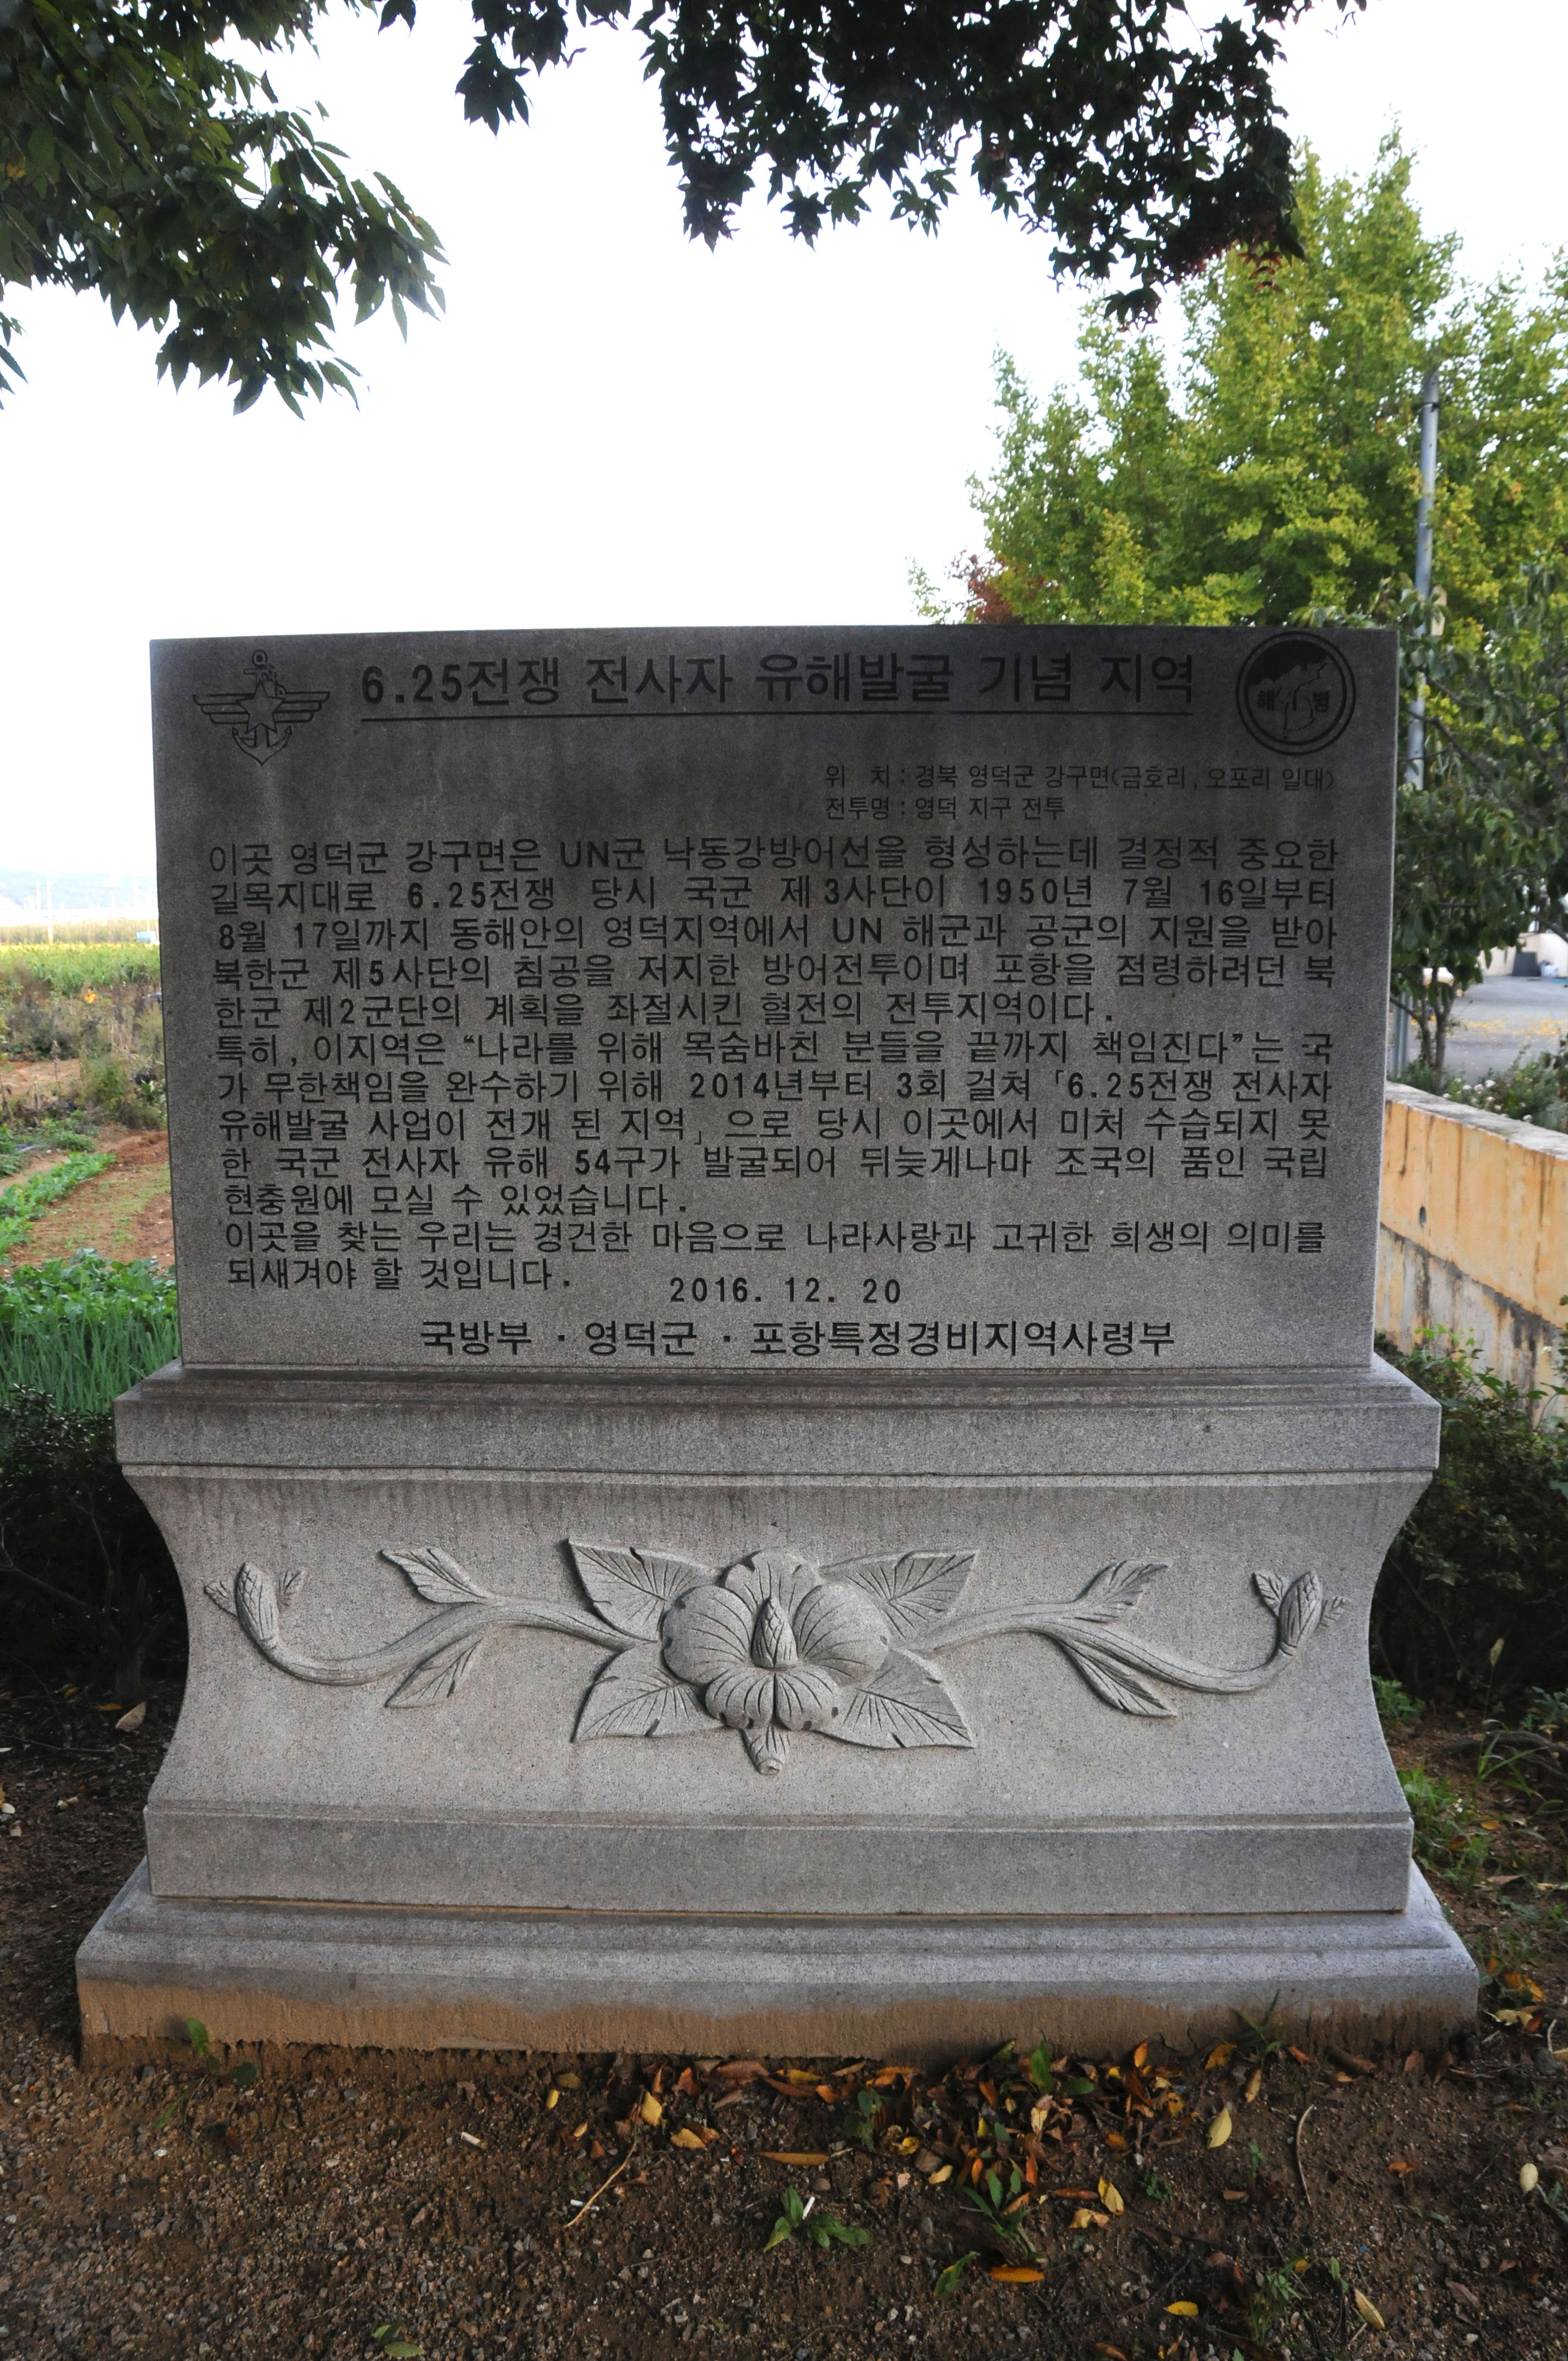 6.25전쟁 전사자 유해발굴 기념 지역
해 병
위 치 : 경북 영덕군 강구면(금호리, 오포리 일대)
전투명 : 영덕 지구 전투
이곳 영덕군 강구면은 UN군 낙동강방어선을 형성하는데 결정적 중요한
길목지대로 6.25전쟁 당시 국군 제3사단이 1950년 7월 16일부터
8월 17일까지 동해안의 영덕지역에서 UN 해군과 공군의 지원을 받아
북한군 제5사단의 침공을 저지한 방어전투이며 포항을 점령하려던 북
한군 제2군단의 계획을 좌절시킨 혈전의 전투지역이다.
특히, 이지역은 “나라를 위해 목숨바친 분들을 끝까지 책임진다”는 국
가 무한책임을 완수하기 위해 2014년부터 3회 걸쳐 「6.25전쟁 전사자
유해발굴 사업이 전개 된 지역」으로 당시 이곳에서 미처 수습되지 못
한 국군 전사자 유해 54구가 발굴되어 뒤늦게나마 조국의 품인 국립
현충원에 모실 수 있었습니다.
이곳을 찾는 우리는 경건한 마음으로 나라사랑과 고귀한 희생의 의미를
되새겨야 할 것입니다.
2016. 12. 20
국방부 · 영덕군 · 포항특정경비지역사령부